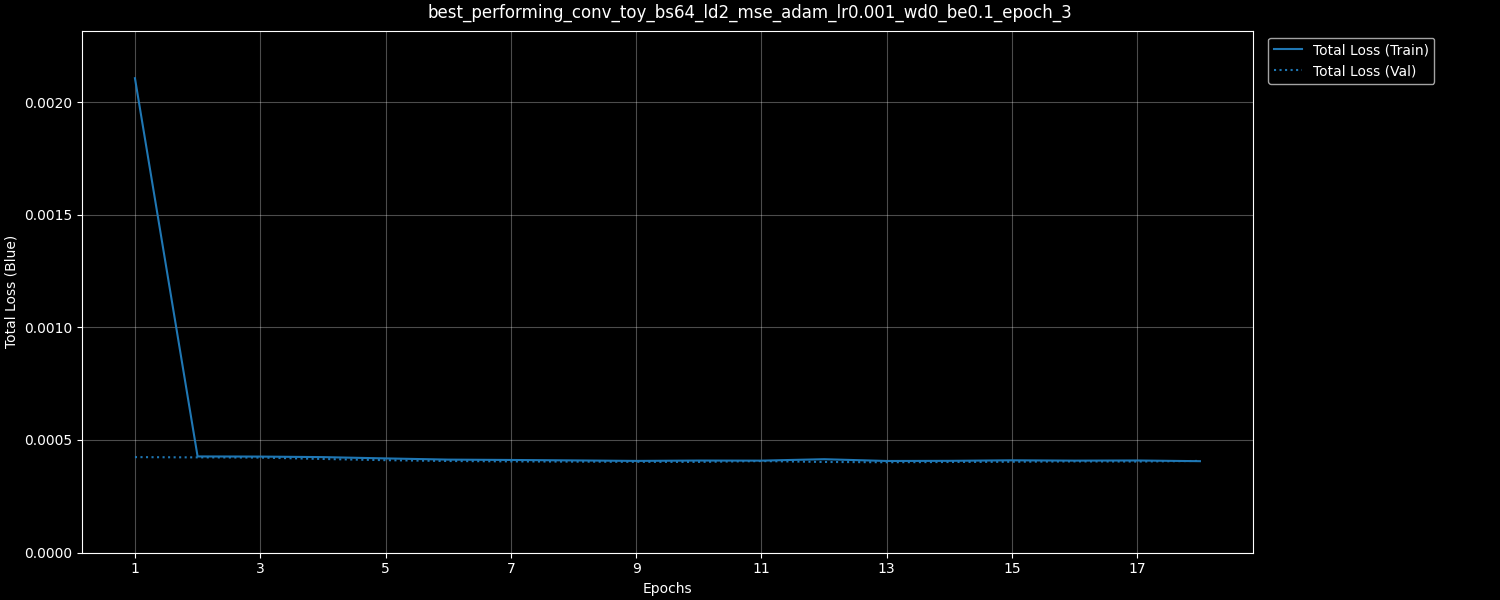 best_performing_conv_toy_bs64_ld2_mse_adam_lr0.001_wd0_be0.1_epoch_3
Total Loss (Train)
Total Loss (Val)
Total Loss (Blue)
0.0020
0.0015
0.0010
0.0005
0.0000
1 3 5 7 9 11 13 15 17
Epochs